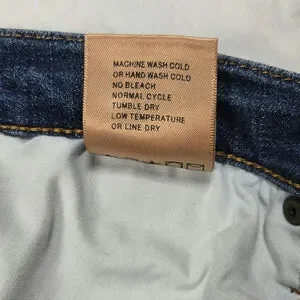 MACHINE WASH COLD
OR HAND WASH COLD
NO BLEACH
NORMAL CYCLE
TUMBLE DRY
LOW TEMPERATURE
OR LINE DRY